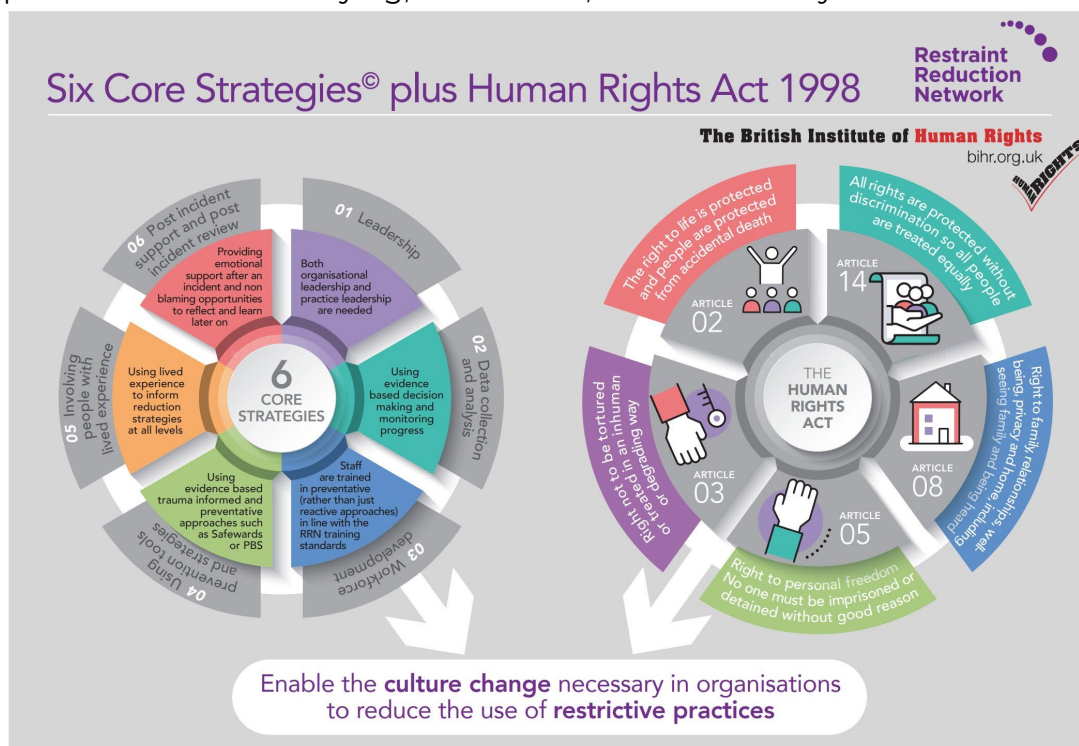 Six Core Strategies© plus Human Rights Act 1998
Restraint
Reduction
Network
The British Institute of Human Rights
bihr.org.uk
HUMAN
RIGHTS
01 Leadership
Both
organisational
leadership and
practice leadership
are needed
02 Data collection
and analysis
Using
evidence
based decision
making and
monitoring
progress
03 Workforce
development
Staff
are trained
in preventative
(rather than just
reactive approaches)
in line with the
RRN training
standards
04 Using
prevention tools
and strategies
Using
evidence based
trauma informed and
preventative
approaches such
as Safewards
or PBS
05 Involving
people with
lived experience
Using lived
experience
to inform
reduction
strategies
at all levels
06 Post incident
support and post
incident review
Providing
emotional
support after an
incident and non
blaming opportunities
to reflect and learn
later on
6
CORE
STRATEGIES
The right to life is protected
and people are protected
from accidental death
ARTICLE
02
All rights are protected without
discrimination so all people
are treated equally
ARTICLE
14
Right to family relationships, well-
being, privacy and home, including
seeing family and being heard
ARTICLE
08
Right to personal freedom
No one must be imprisoned or
detained without good reason
ARTICLE
05
Right not to be tortured
or treated in an inhuman
or degrading way
ARTICLE
03
THE
HUMAN
RIGHTS
ACT
Enable the culture change necessary in organisations
to reduce the use of restrictive practices